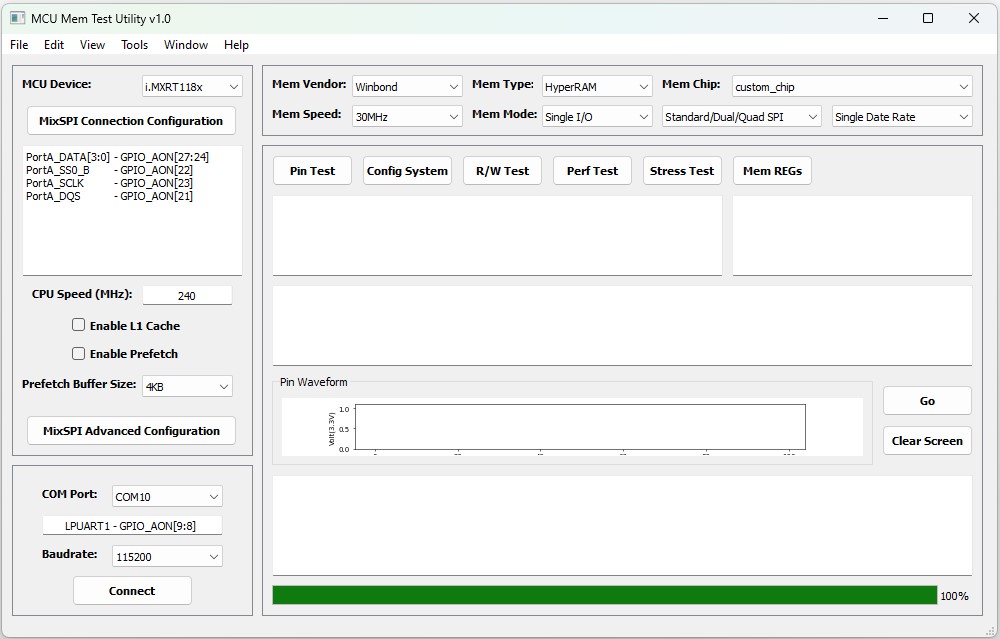 MCU Mem Test Utility v1.0
File Edit View Tools Window Help
MCU Device: i.MXRT118x
MixSPI Connection Configuration
PortA_DATA[3:0] - GPIO_AON[27:24]
PortA_SS0_B - GPIO_AON[22]
PortA_SCLK - GPIO_AON[23]
PortA_DQS - GPIO_AON[21]
CPU Speed (MHz): 240
Enable L1 Cache
Enable Prefetch
Prefetch Buffer Size: 4KB
MixSPI Advanced Configuration
COM Port: COM10
LPUART1 - GPIO_AON[9:8]
Baudrate: 115200
Connect
Mem Vendor: Winbond Mem Type: HyperRAM Mem Chip: custom_chip
Mem Speed: 30MHz Mem Mode: Single I/O Standard/Dual/Quad SPI Single Date Rate
Pin Test Config System R/W Test Perf Test Stress Test Mem REGs
Pin Waveform
1.0
0.5
0.0
Volt(3.3V)
Go
Clear Screen
100%